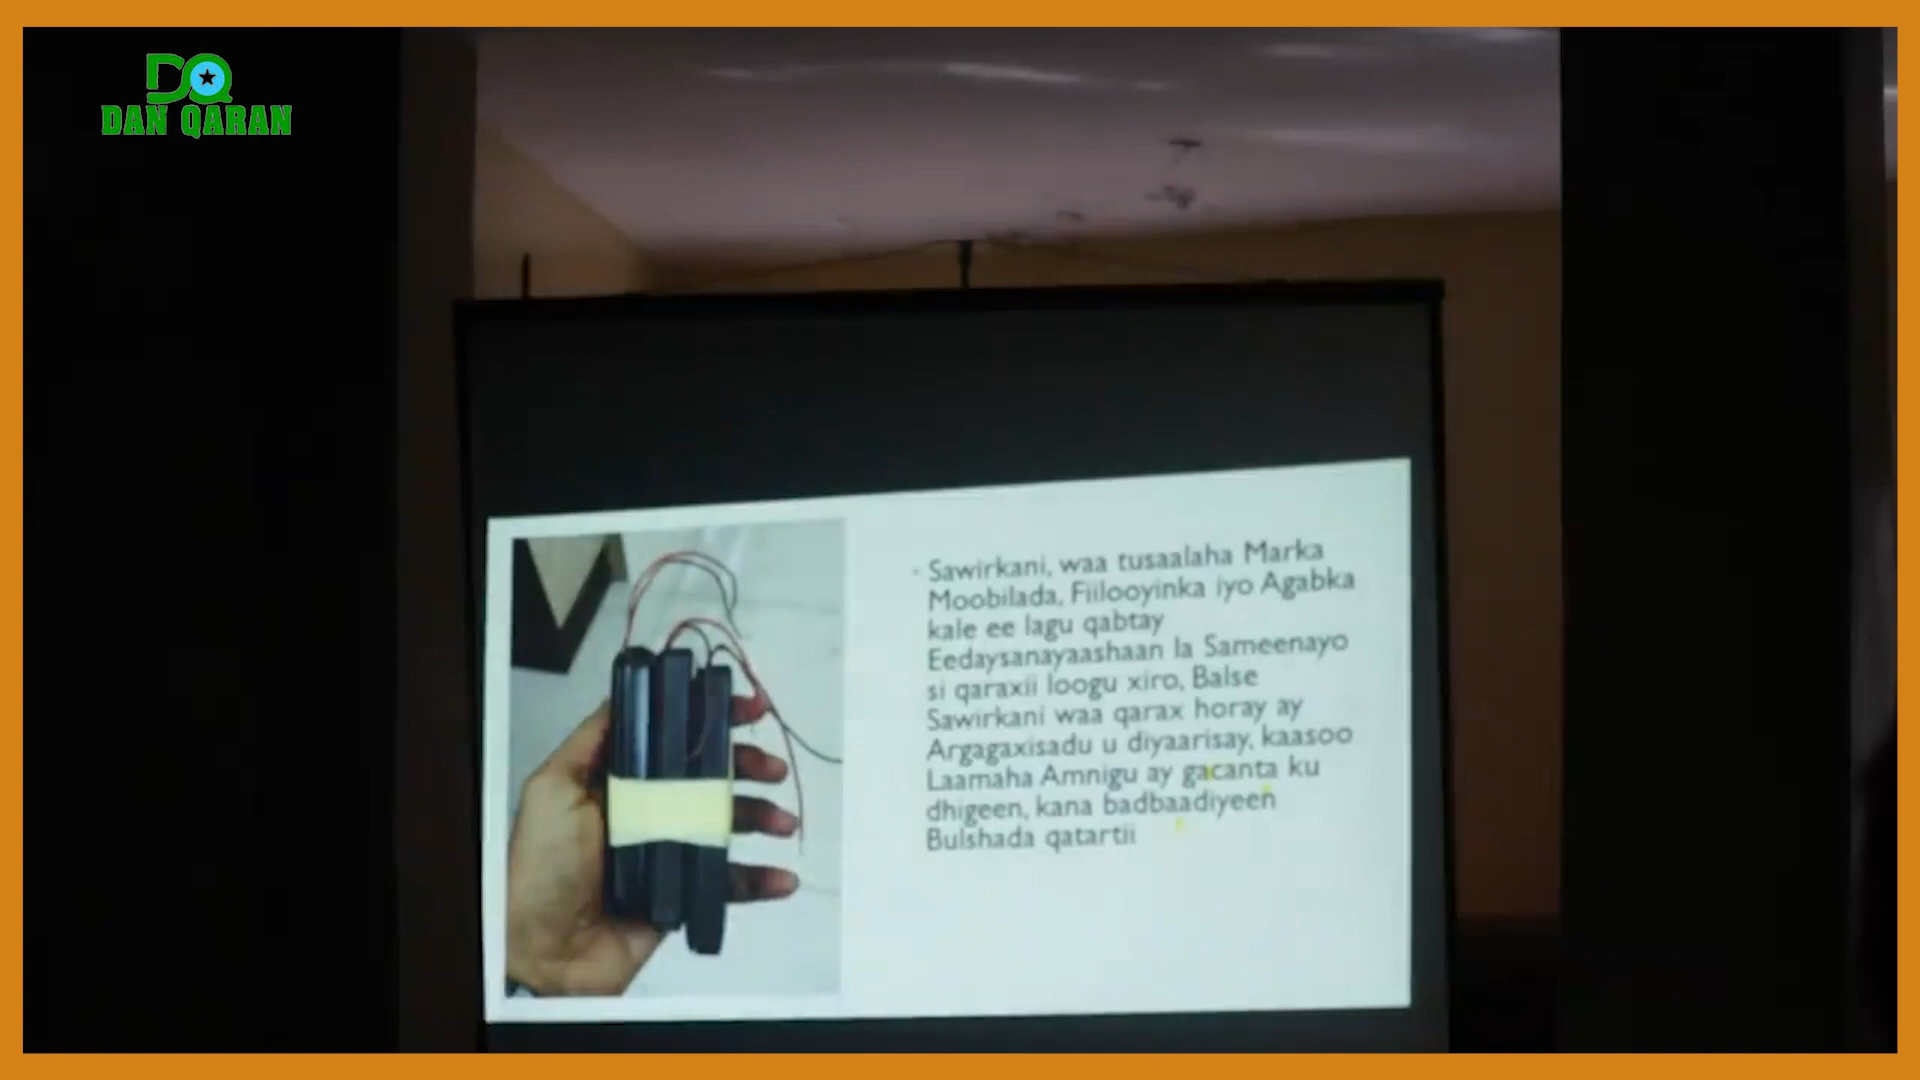 DQ
DAN QARAN
- Sawirkani, waa tusaalaha Marka
Moobilada, Fiilooyinka iyo Agabka
kale ee lagu qabtay
Eedaysanayaashaan la Sameenayo
si qaraxii loogu xiro, Balse
Sawirkani waa qarax horay ay
Argagaxisadu u diyaarisay, kaasoo
Laamaha Amnigu ay gacanta ku
dhigeen, kana badbaadiyeen
Bulshada qatartii